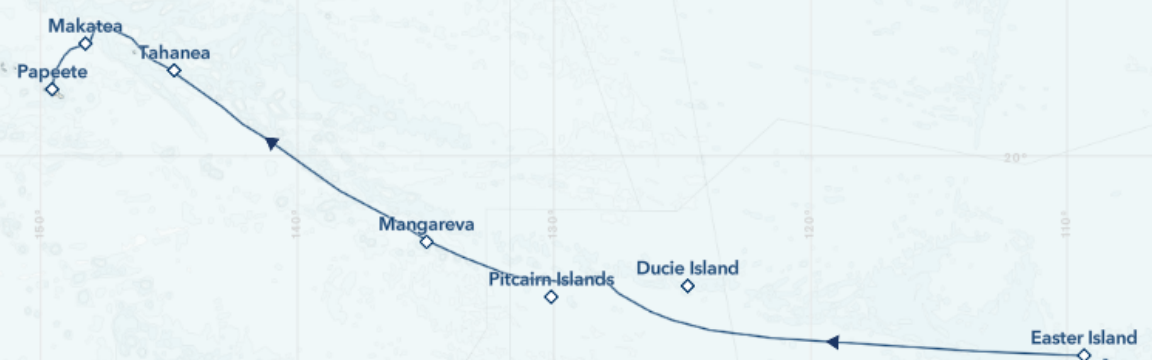 Makatea
Tahanea
Papeete
20°
150°
140°
130°
120°
110°
Mangareva
Pitcairn Islands
Ducie Island
Easter Island